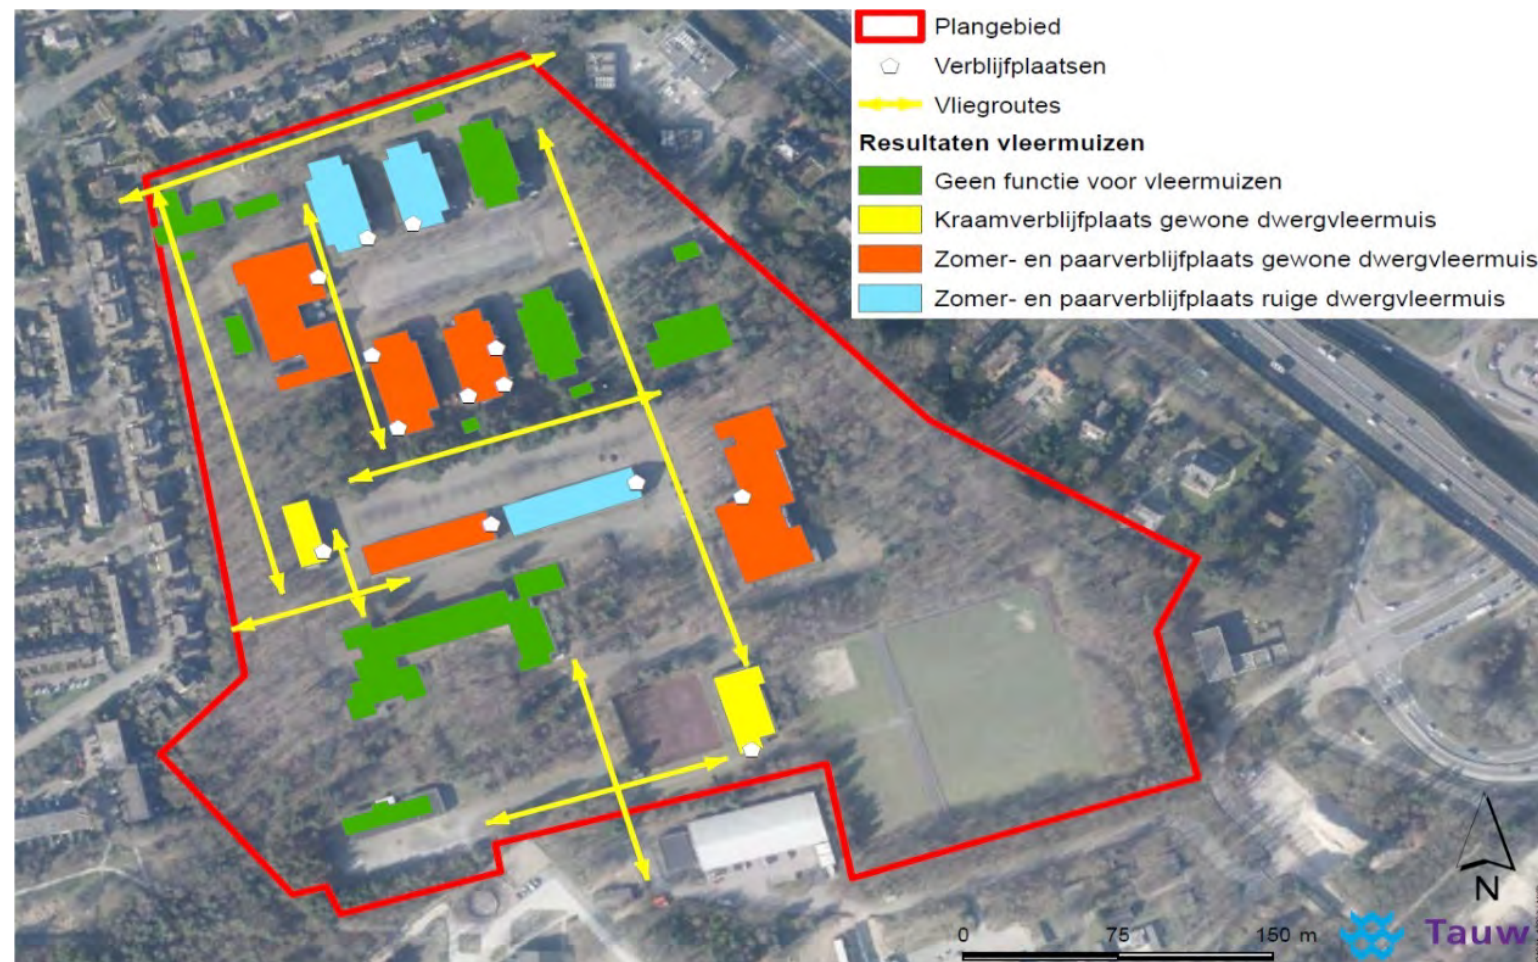 Plangebied
Verblijfplaatsen
Vliegroutes
Resultaten vleermuizen
Geen functie voor vleermuizen
Kraamverblijfplaats gewone dwergvleermuis
Zomer- en paarverblijfplaats gewone dwergvleermuis
Zomer- en paarverblijfplaats ruige dwergvleermuis
N
0 75 150 m
Tauw